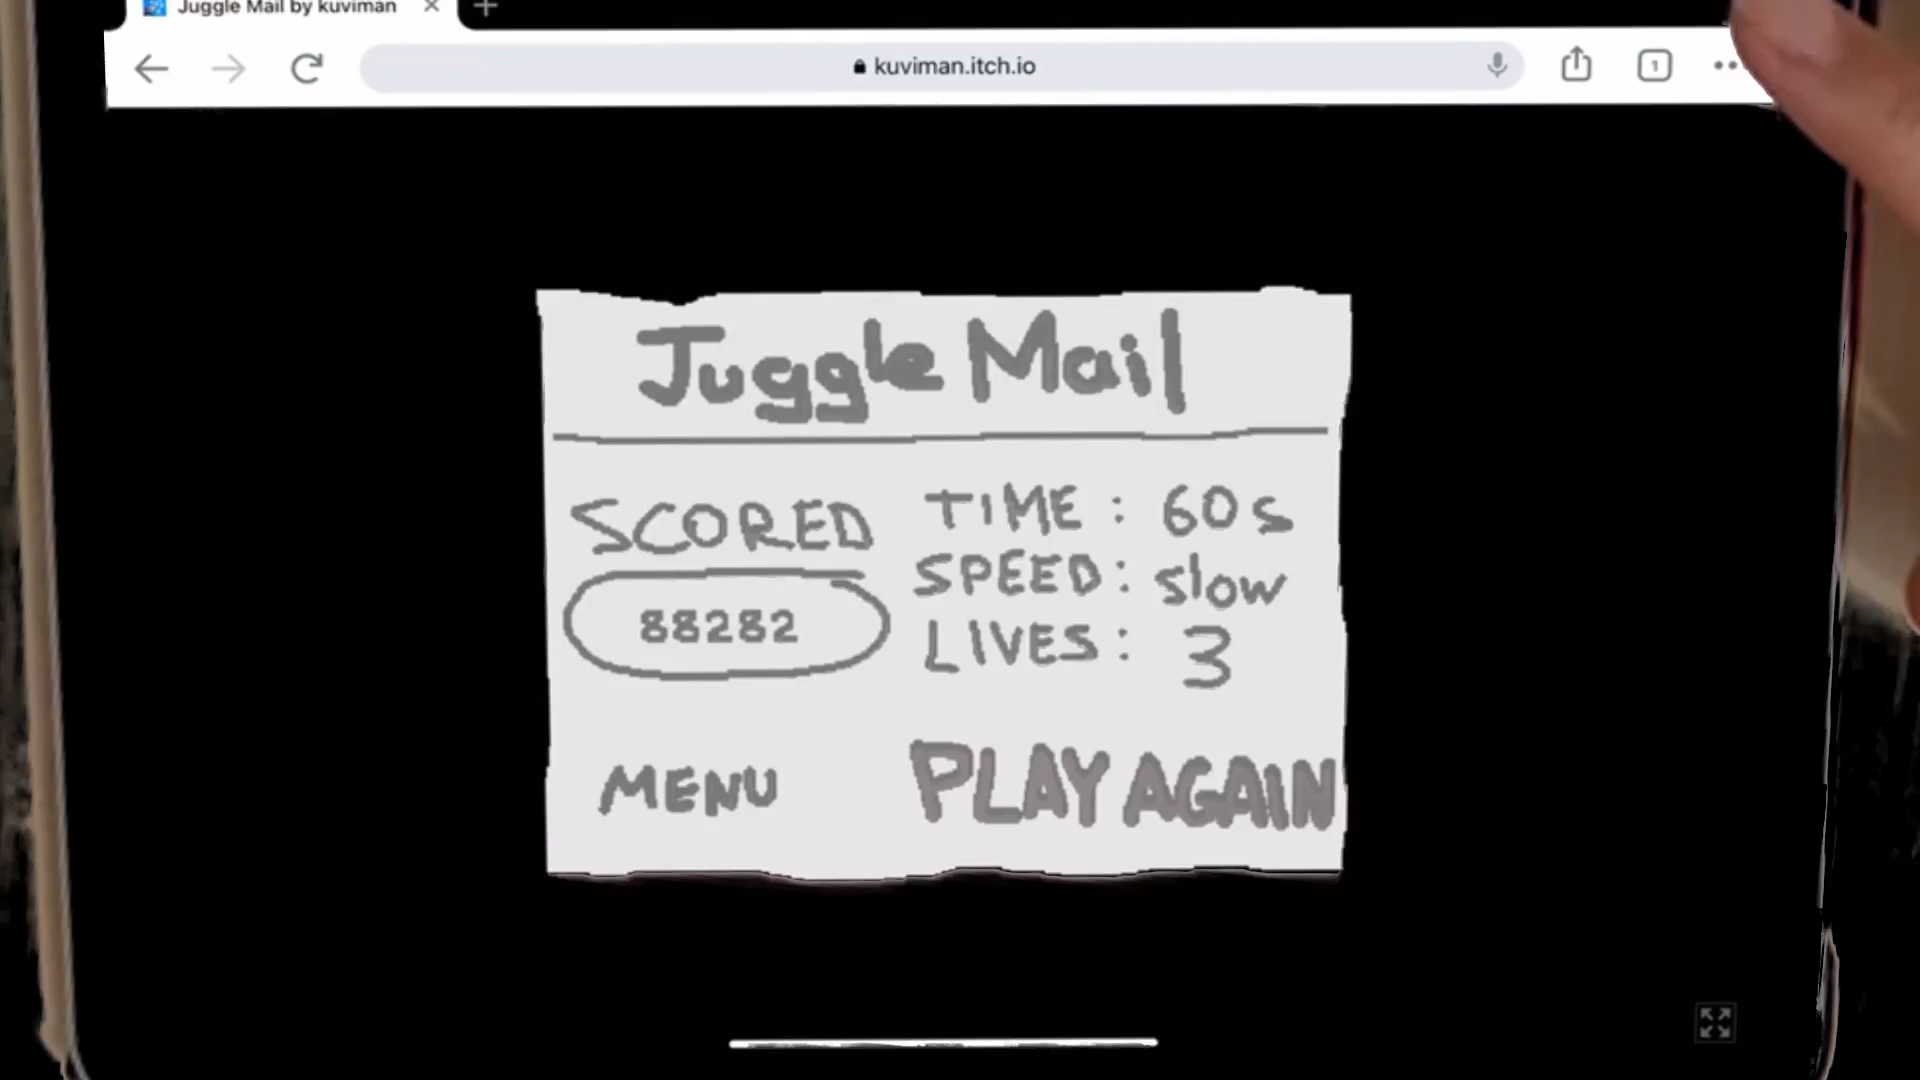 Juggle Mail by kuviman
kuviman.itch.io
1
Juggle Mail
SCORED
88282
TIME : 60s
SPEED: slow
LIVES: 3
MENU
PLAY AGAIN